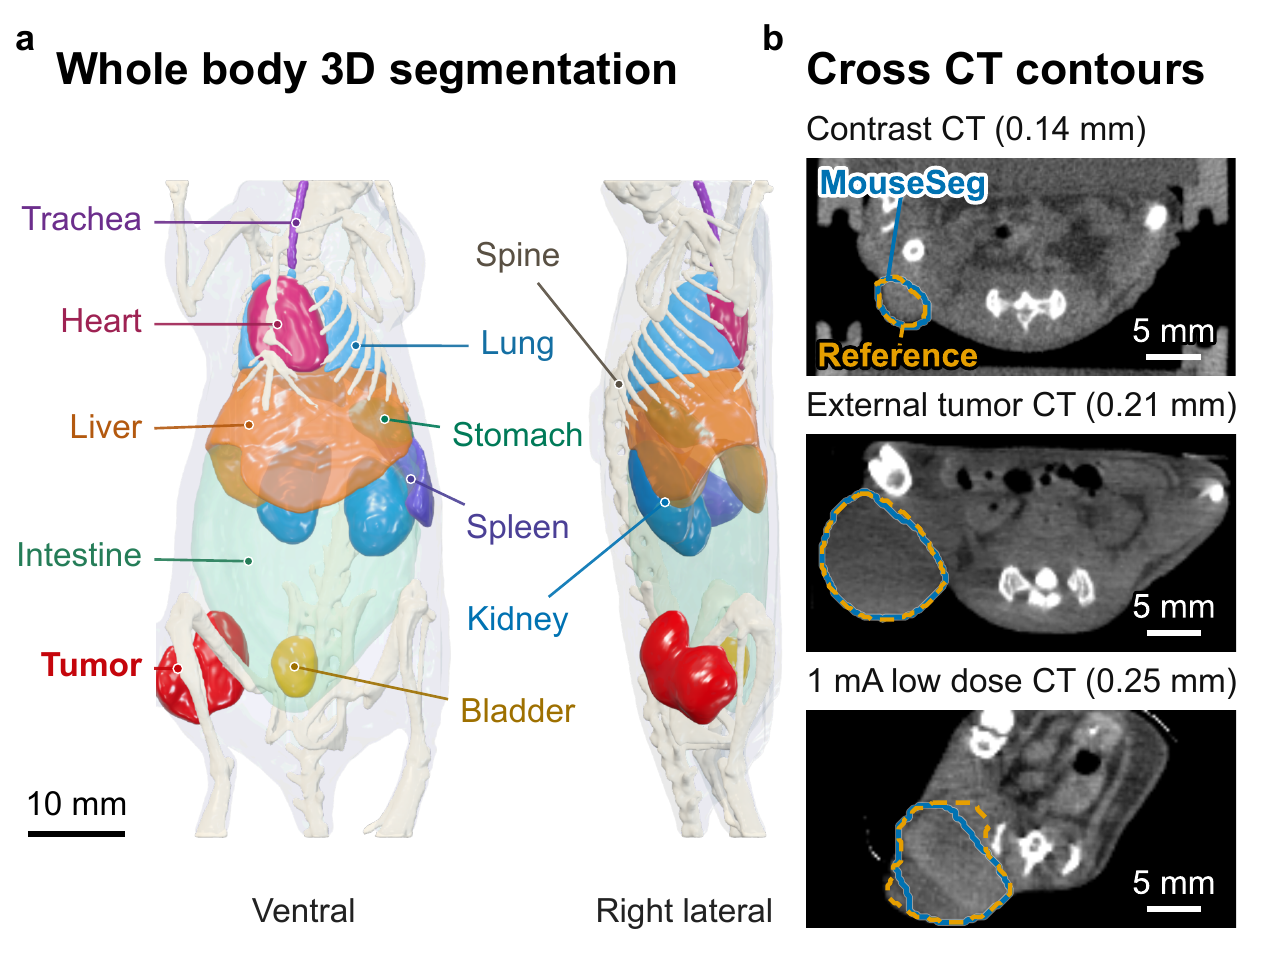 a
Whole body 3D segmentation
Trachea
Heart
Liver
Intestine
Tumor
Spine
Lung
Stomach
Spleen
Kidney
Bladder
10 mm
Ventral
Right lateral
b
Cross CT contours
Contrast CT (0.14 mm)
MouseSeg
Reference
5 mm
External tumor CT (0.21 mm)
5 mm
1 mA low dose CT (0.25 mm)
5 mm